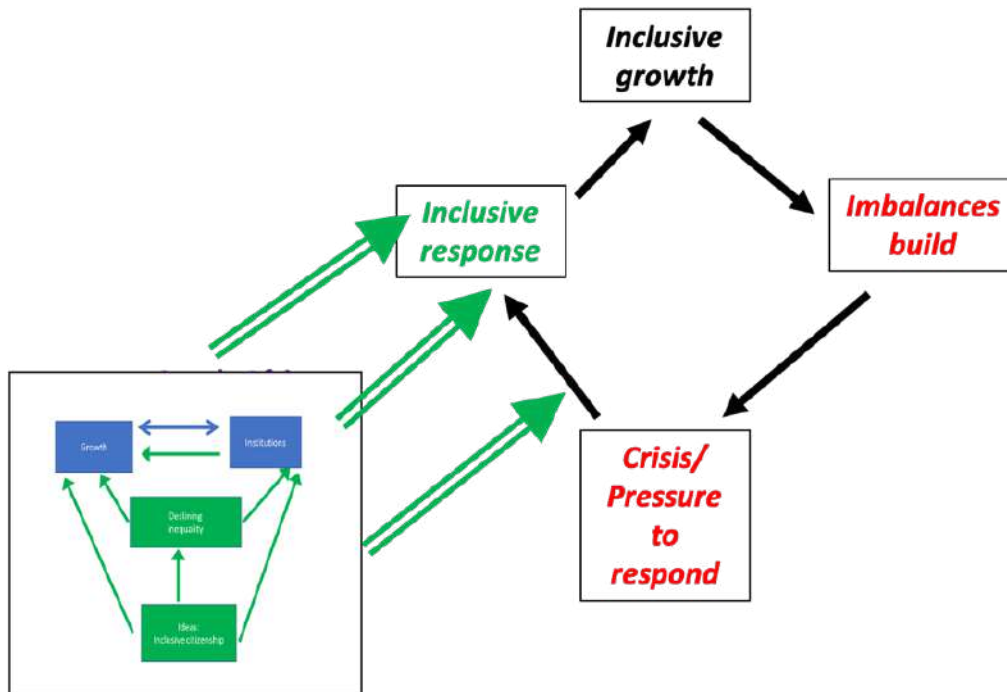 Inclusive
growth
Inclusive
response
Imbalances
build
Crisis/
Pressure
to
respond
Growth
Institutions
Declining
inequality
Ideas:
Inclusive citizenship